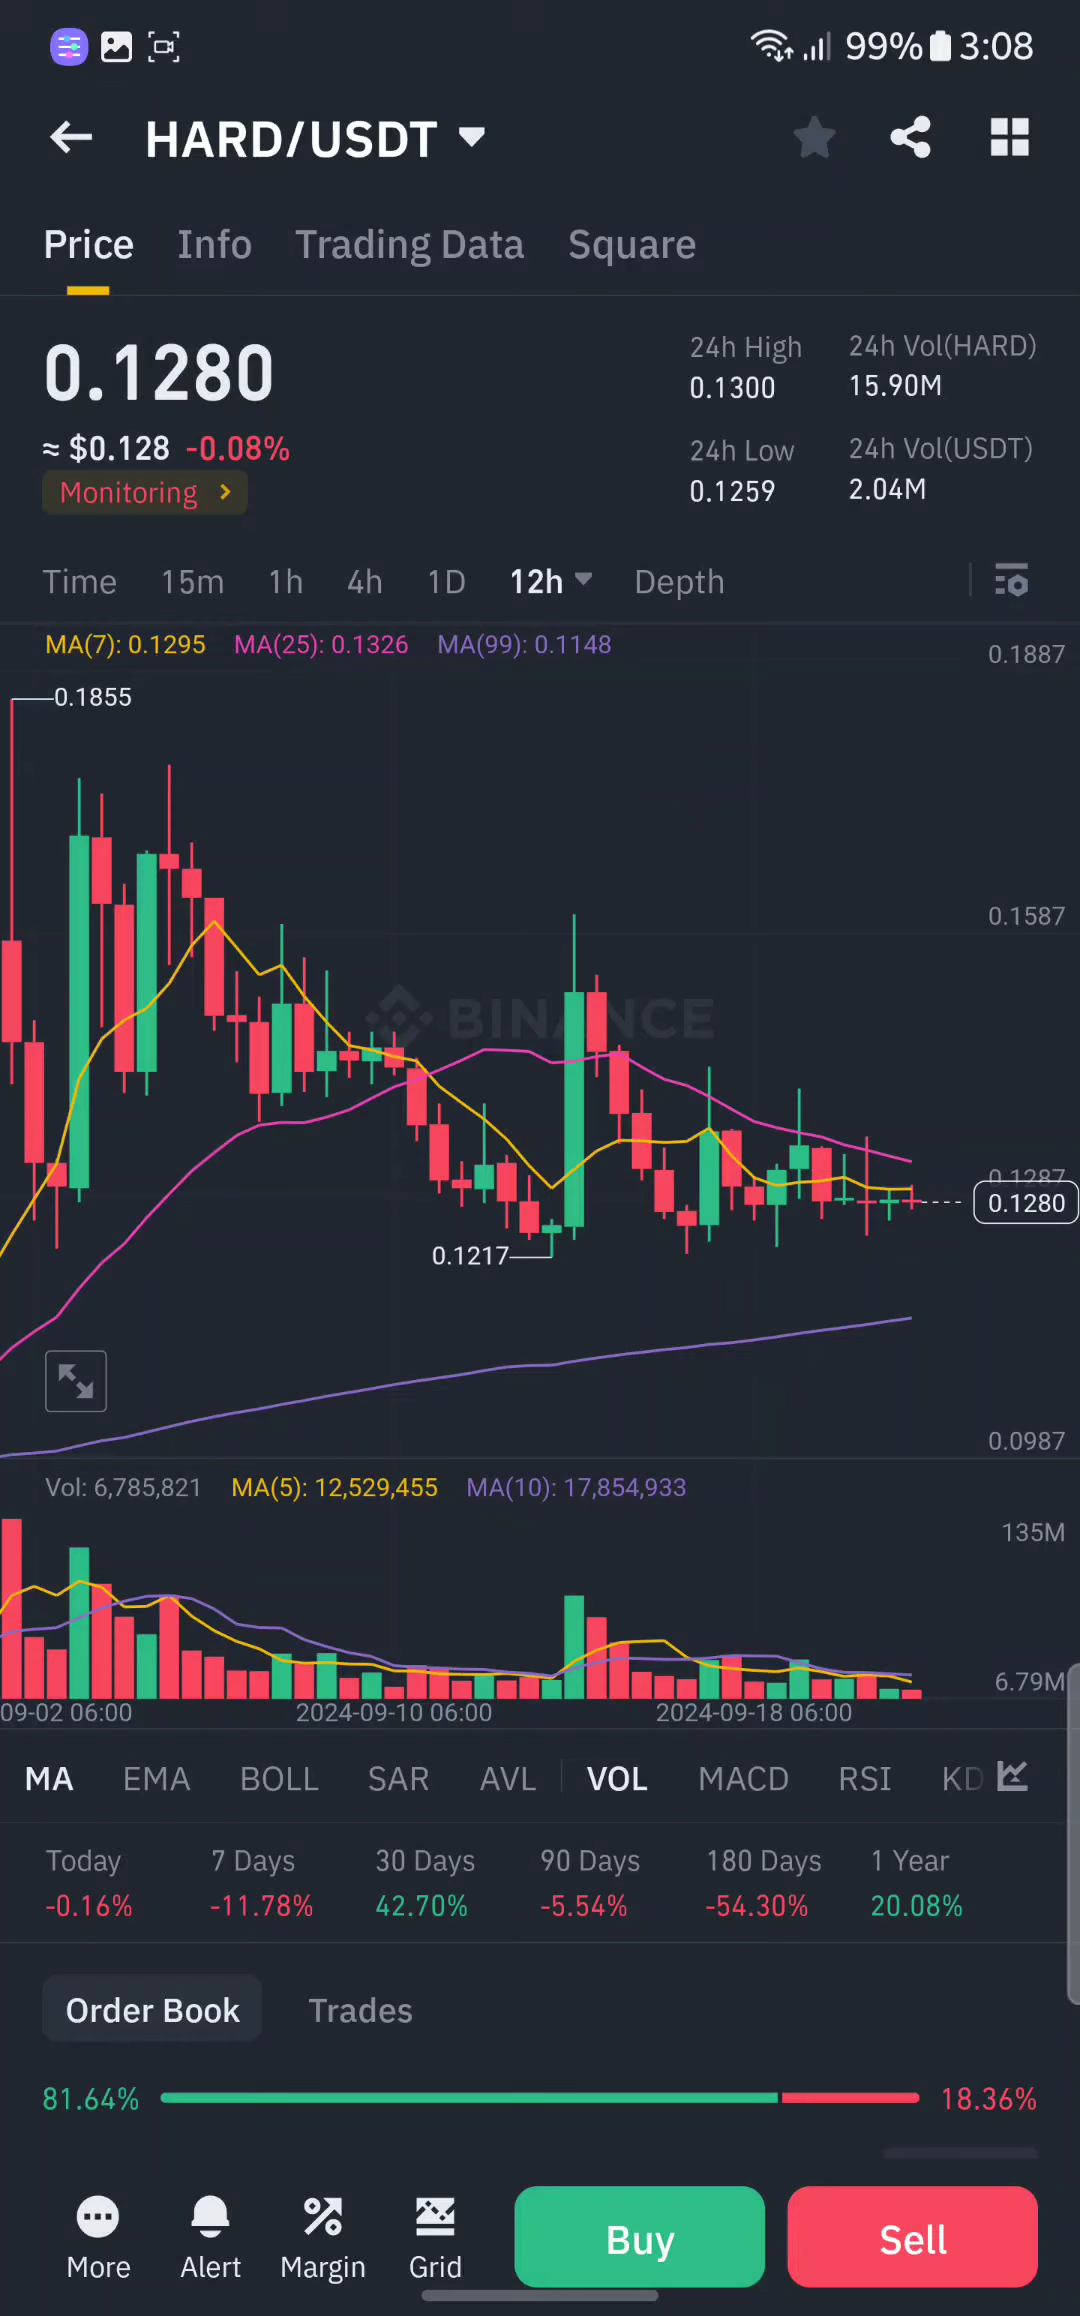 99% 3:08
HARD/USDT
Price Info Trading Data Square
0.1280
≈ $0.128 -0.08%
Monitoring
24h High
0.1300
24h Vol(HARD)
15.90M
24h Low
0.1259
24h Vol(USDT)
2.04M
Time 15m 1h 4h 1D 12h Depth
MA(7): 0.1295 MA(25): 0.1326 MA(99): 0.1148
0.1887
0.1855
0.1587
BINANCE
0.1287
0.1280
0.1217
0.0987
Vol: 6,785,821 MA(5): 12,529,455 MA(10): 17,854,933
135M
6.79M
09-02 06:00 2024-09-10 06:00 2024-09-18 06:00
MA EMA BOLL SAR AVL VOL MACD RSI KD
Today 7 Days 30 Days 90 Days 180 Days 1 Year
-0.16% -11.78% 42.70% -5.54% -54.30% 20.08%
Order Book Trades
81.64% 18.36%
More Alert Margin Grid Buy Sell